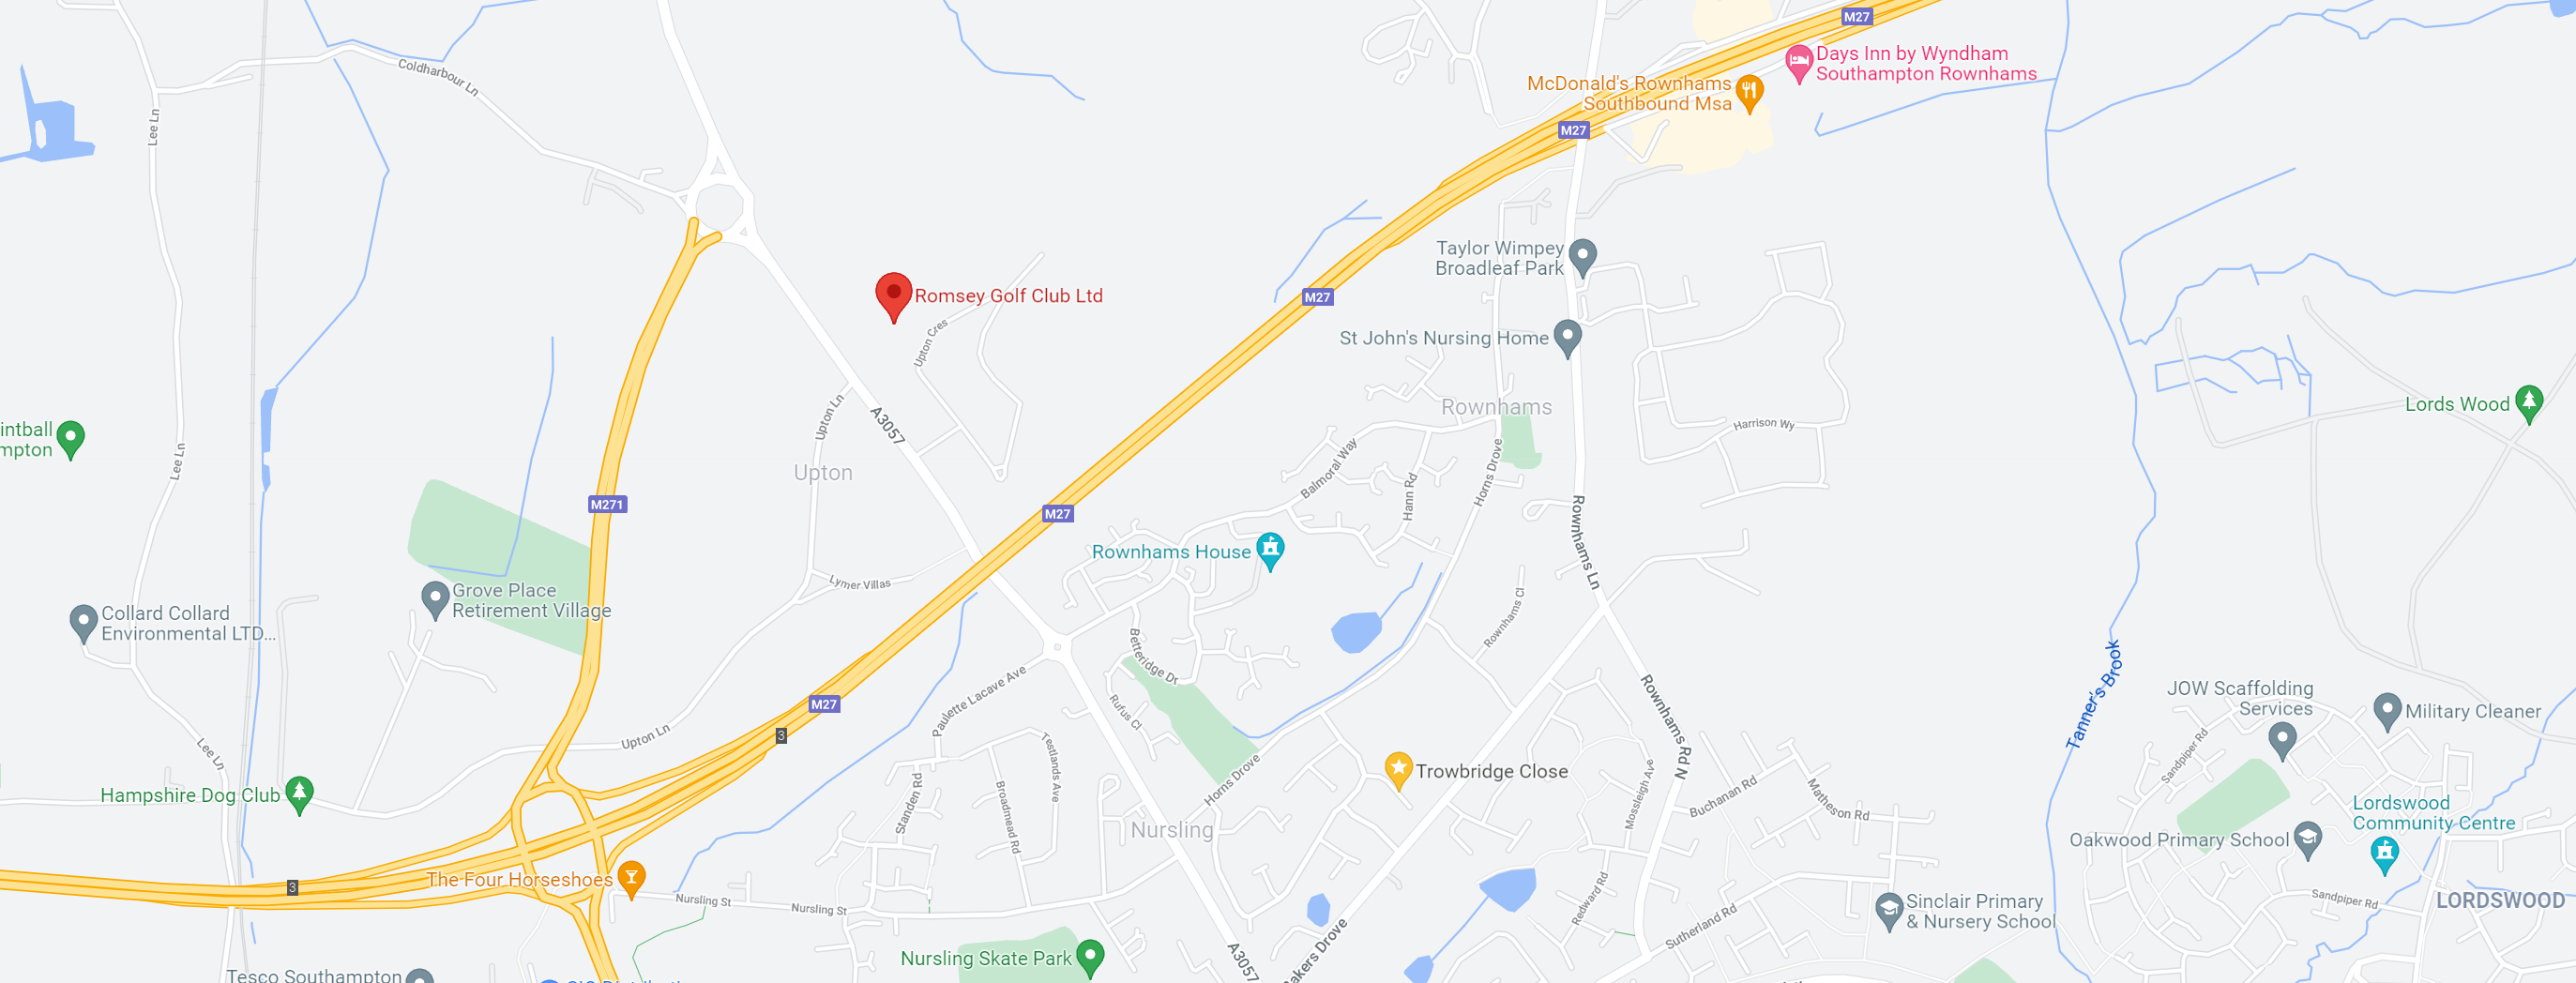 M27
Days Inn by Wyndham
Southampton Rownhams
McDonald's Rownhams
Southbound Msa
Coldharbour Ln
Lee Ln
M27
Taylor Wimpey
Broadleaf Park
Romsey Golf Club Ltd
M27
Upton Cres
St John's Nursing Home
Rownhams
Lords Wood
Upton Ln
A3057
Harrison Wy
intball
mpton
Lee Ln
Upton
Balmoral Way
Horns Drove
Hann Rd
M271
M27
Rownhams Ln
Rownhams House
Lymer Villas
Grove Place
Retirement Village
Collard Collard
Environmental LTD...
Rownhams Cl
Betteridge Dr
Tanner's Brook
Paulette Lacave Ave
Rufus Cl
Rownhams Rd N
JOW Scaffolding
Services
Military Cleaner
M27
3
Upton Ln
Lee Ln
Testlands Ave
Sandpiper Rd
Trowbridge Close
Horns Drove
Mossleigh Ave
Buchanan Rd
Matheson Rd
Hampshire Dog Club
Standen Rd
Broadmead Rd
Nursling
Lordswood
Community Centre
Oakwood Primary School
3
The Four Horseshoes
Nursling St
Nursling St
Redward Rd
Sutherland Rd
Sinclair Primary
& Nursery School
Sandpiper Rd
LORDSWOOD
Nursling Skate Park
A3057
akers Drove
Tesco Southampton